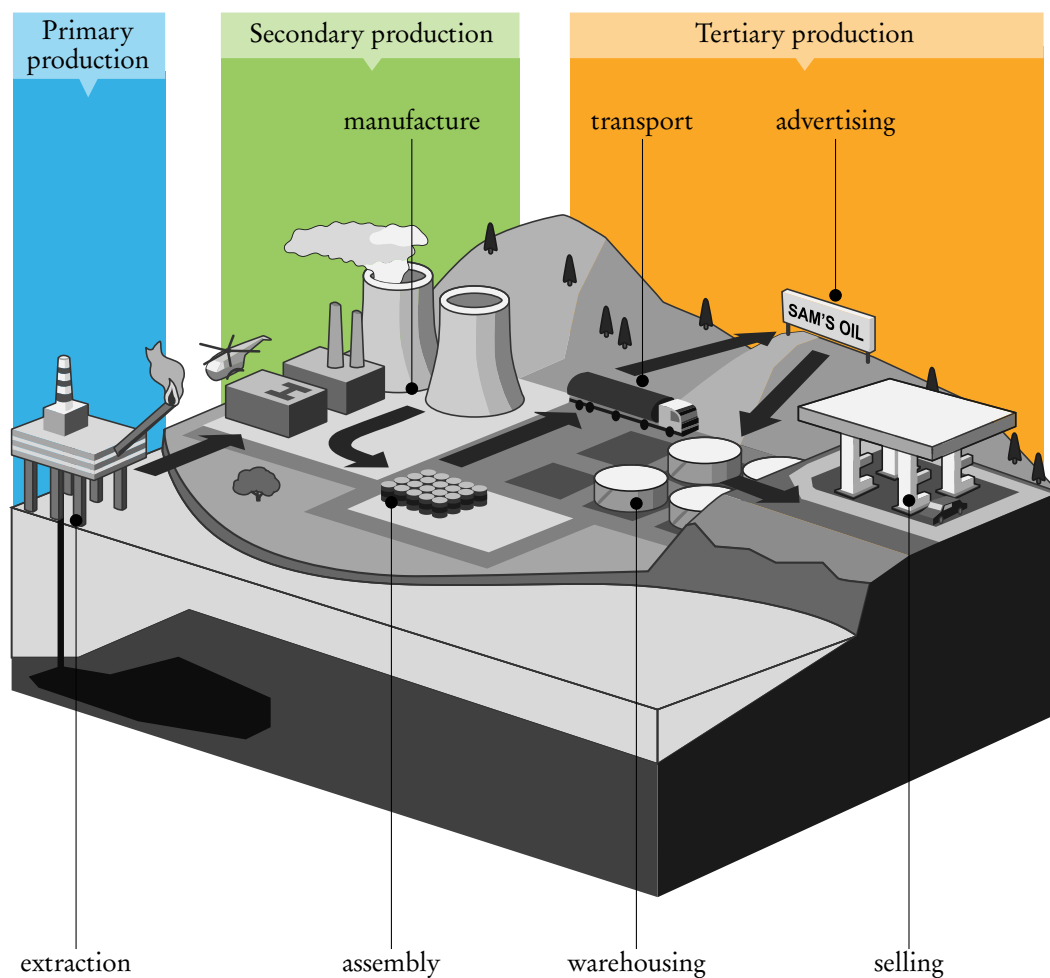 Primary
production
Secondary production
Tertiary production
manufacture
transport
advertising
SAM'S OIL
extraction
assembly
warehousing
selling